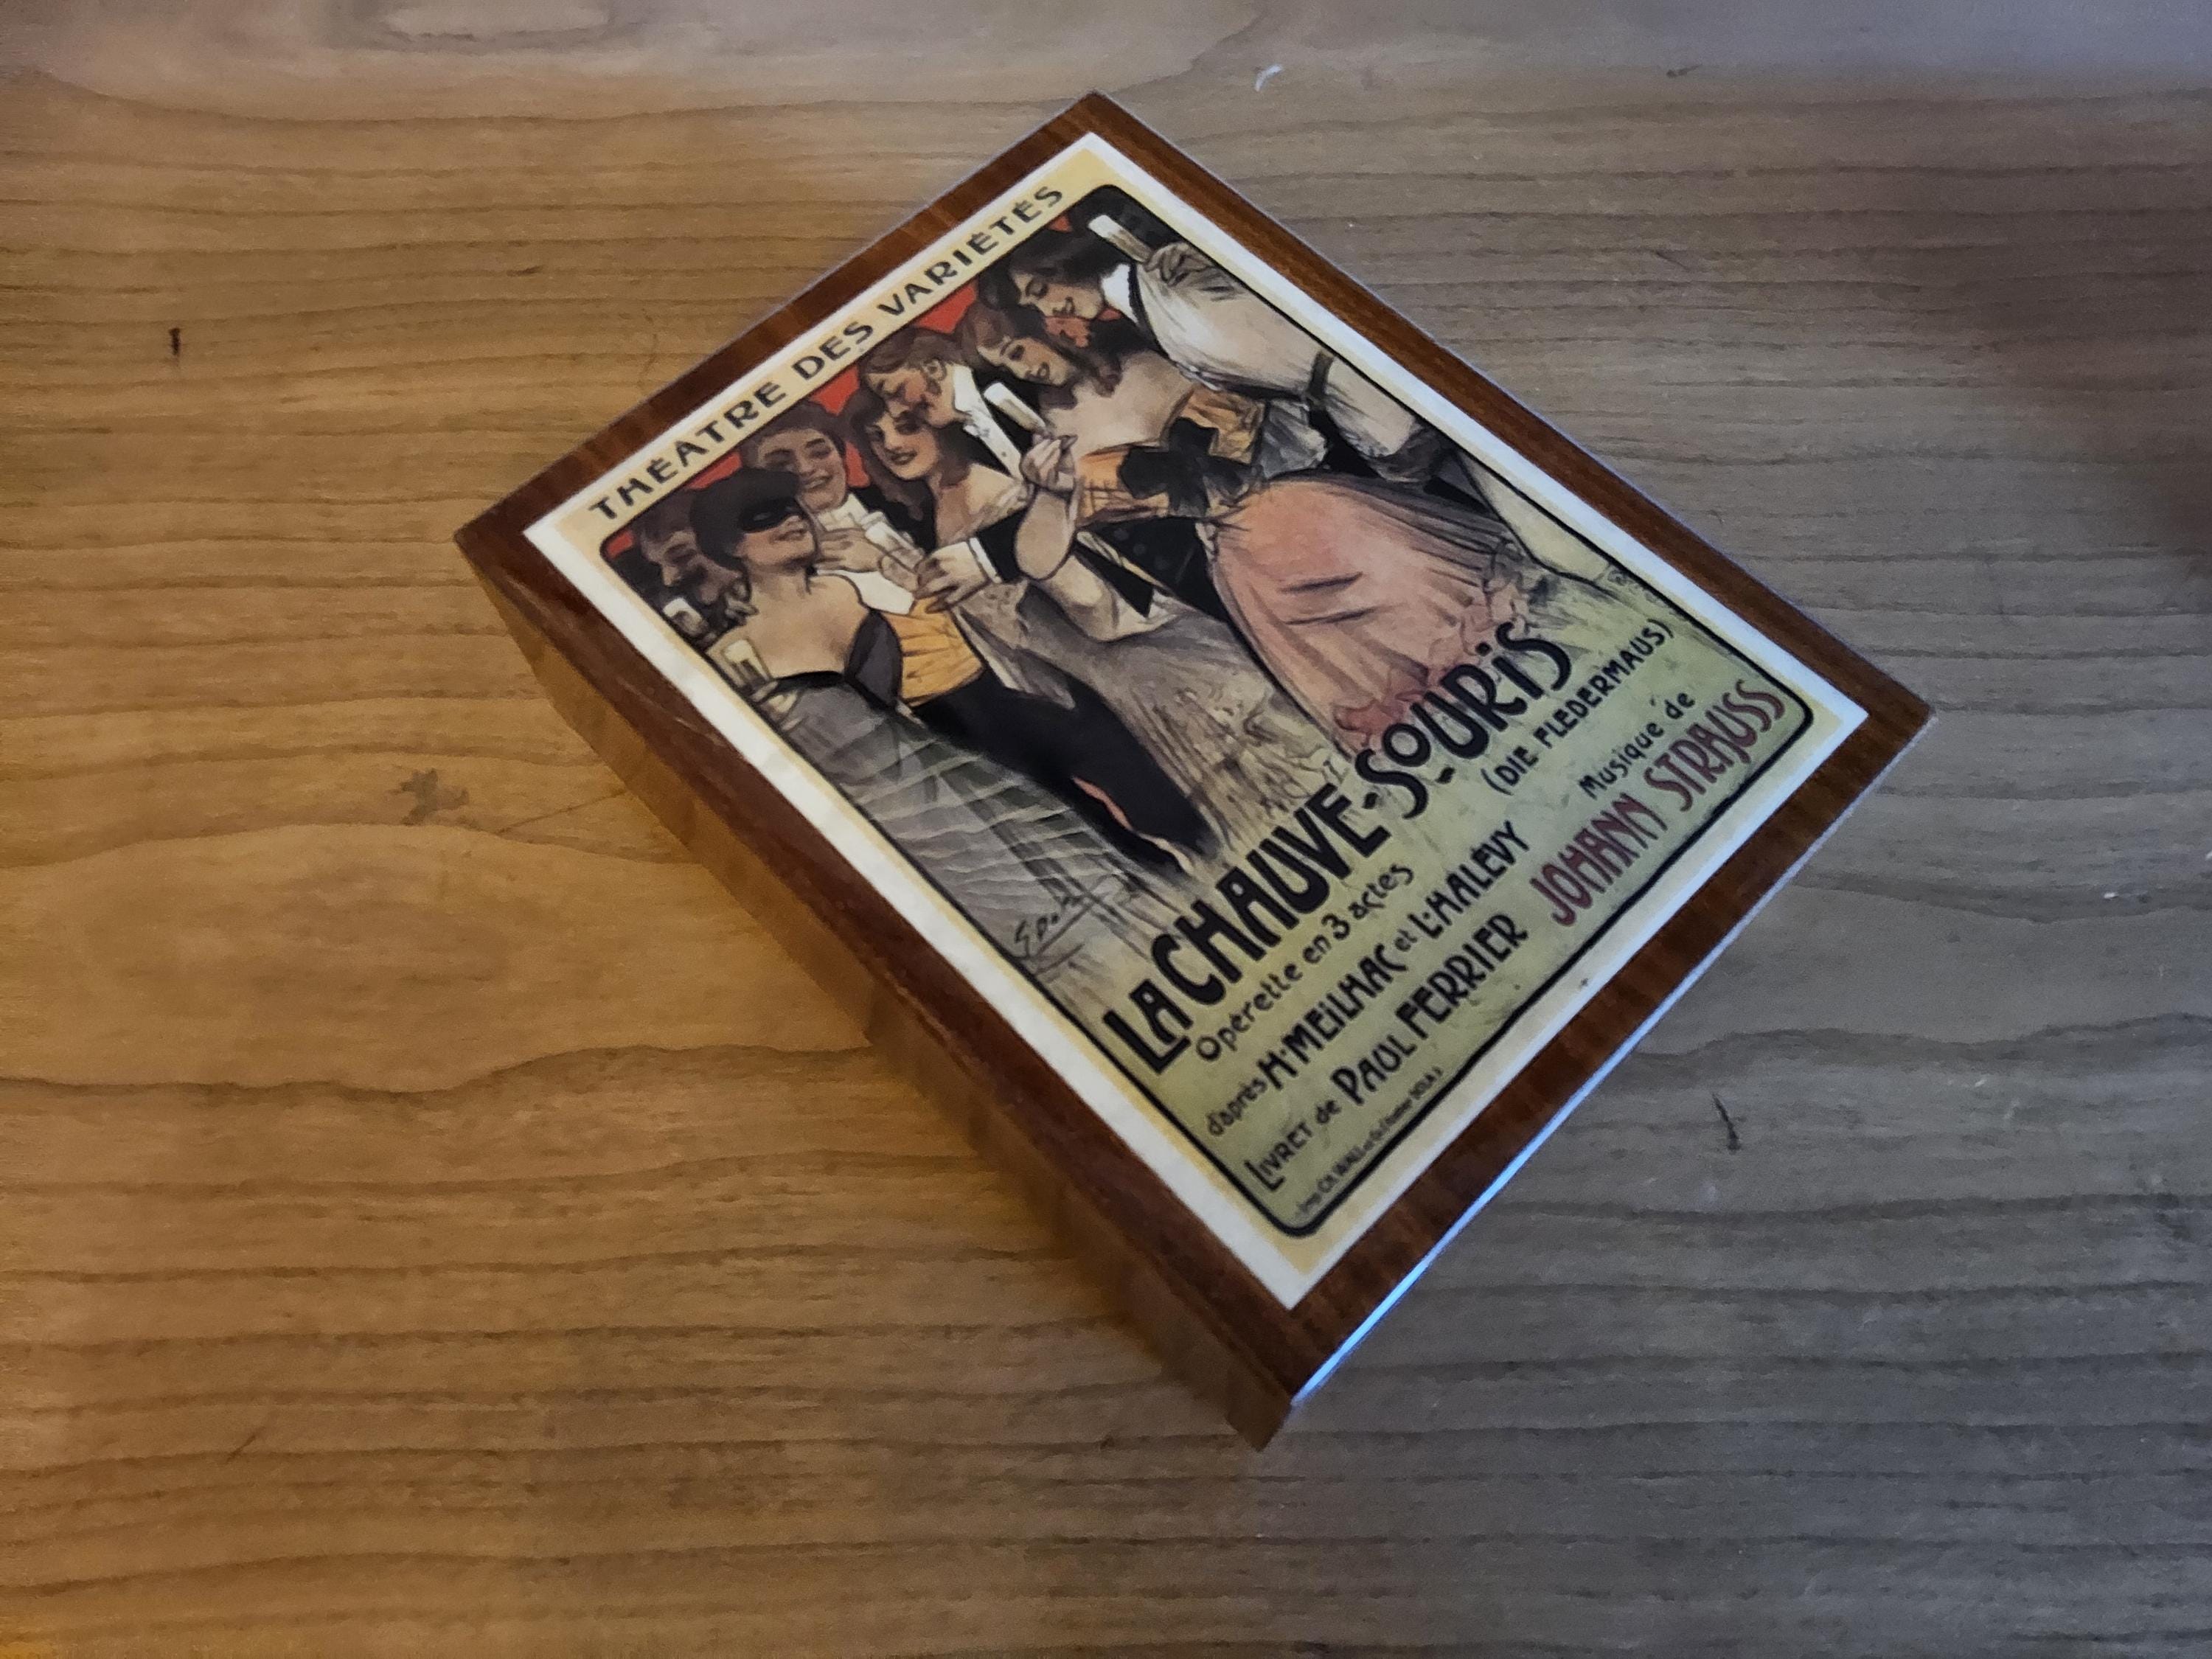 THÉÂTRE DES VARIÉTÉS
LA CHAUVE-SOURIS
Opérette en 3 actes
(DIE FLEDERMAUS)
d'après H. MEILHAC et L. HALÉVY
Musique de
LIVRET de PAUL FERRIER
JOHANN STRAUSS